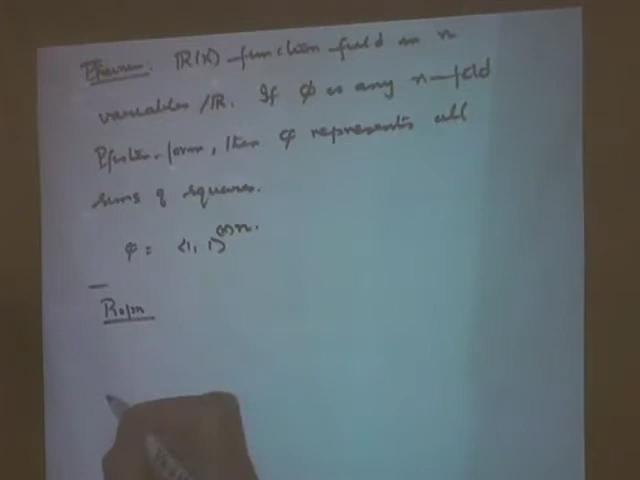 Theorem: R(X) function field in n
variables /R. If φ is any n-fold
Pfister form, then φ represents all
sums of squares.
φ = <1, 1>^⊗n.
Propn